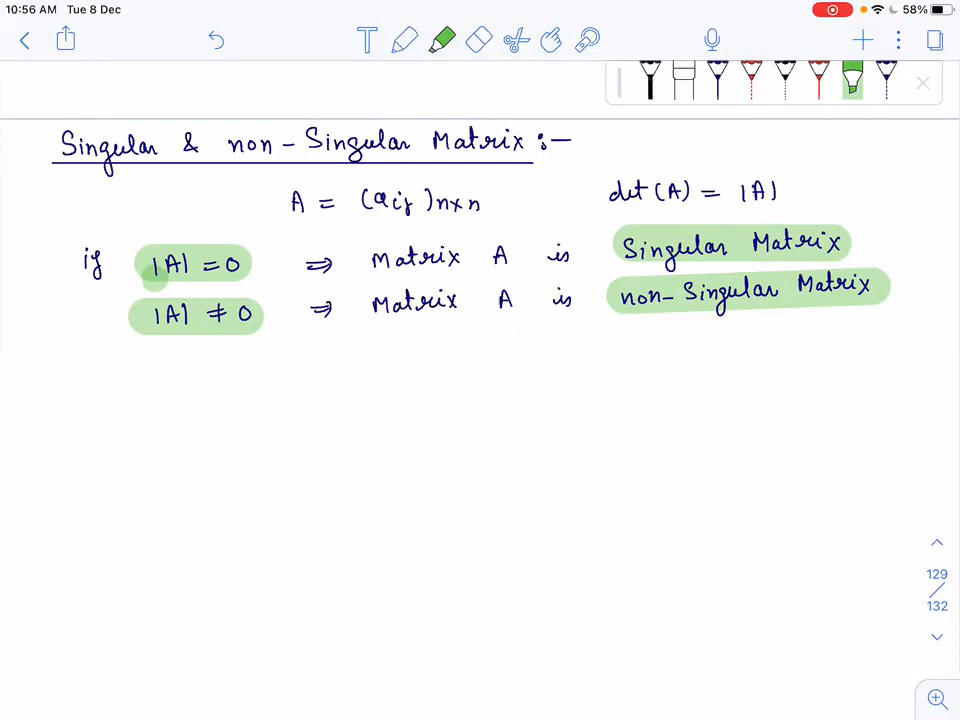 10:56 AM Tue 8 Dec 58%
Singular & non-Singular Matrix :-
A = (aij)n×n det(A) = |A|
if |A| = 0 ⇒ Matrix A is Singular Matrix
|A| ≠ 0 ⇒ Matrix A is non-Singular Matrix
129
/
132